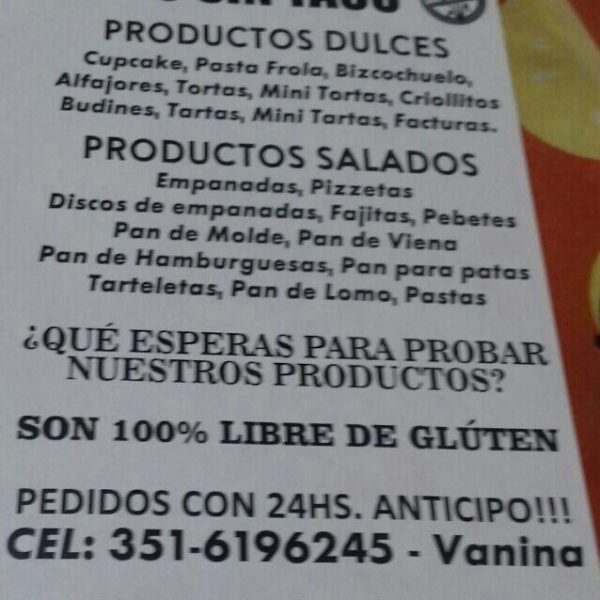 PRODUCTOS DULCES
Cupcake, Pasta Frola, Bizcochuelo,
Alfajores, Tortas, Mini Tortas, Criollitos
Budines, Tartas, Mini Tartas, Facturas.
PRODUCTOS SALADOS
Empanadas, Pizzetas
Discos de empanadas, Fajitas, Pebetes
Pan de Molde, Pan de Viena
Pan de Hamburguesas, Pan para patas
Tarteletas, Pan de Lomo, Pastas
¿QUÉ ESPERAS PARA PROBAR
NUESTROS PRODUCTOS?
SON 100% LIBRE DE GLÚTEN
PEDIDOS CON 24HS. ANTICIPO!!!
CEL: 351-6196245 - Vanina